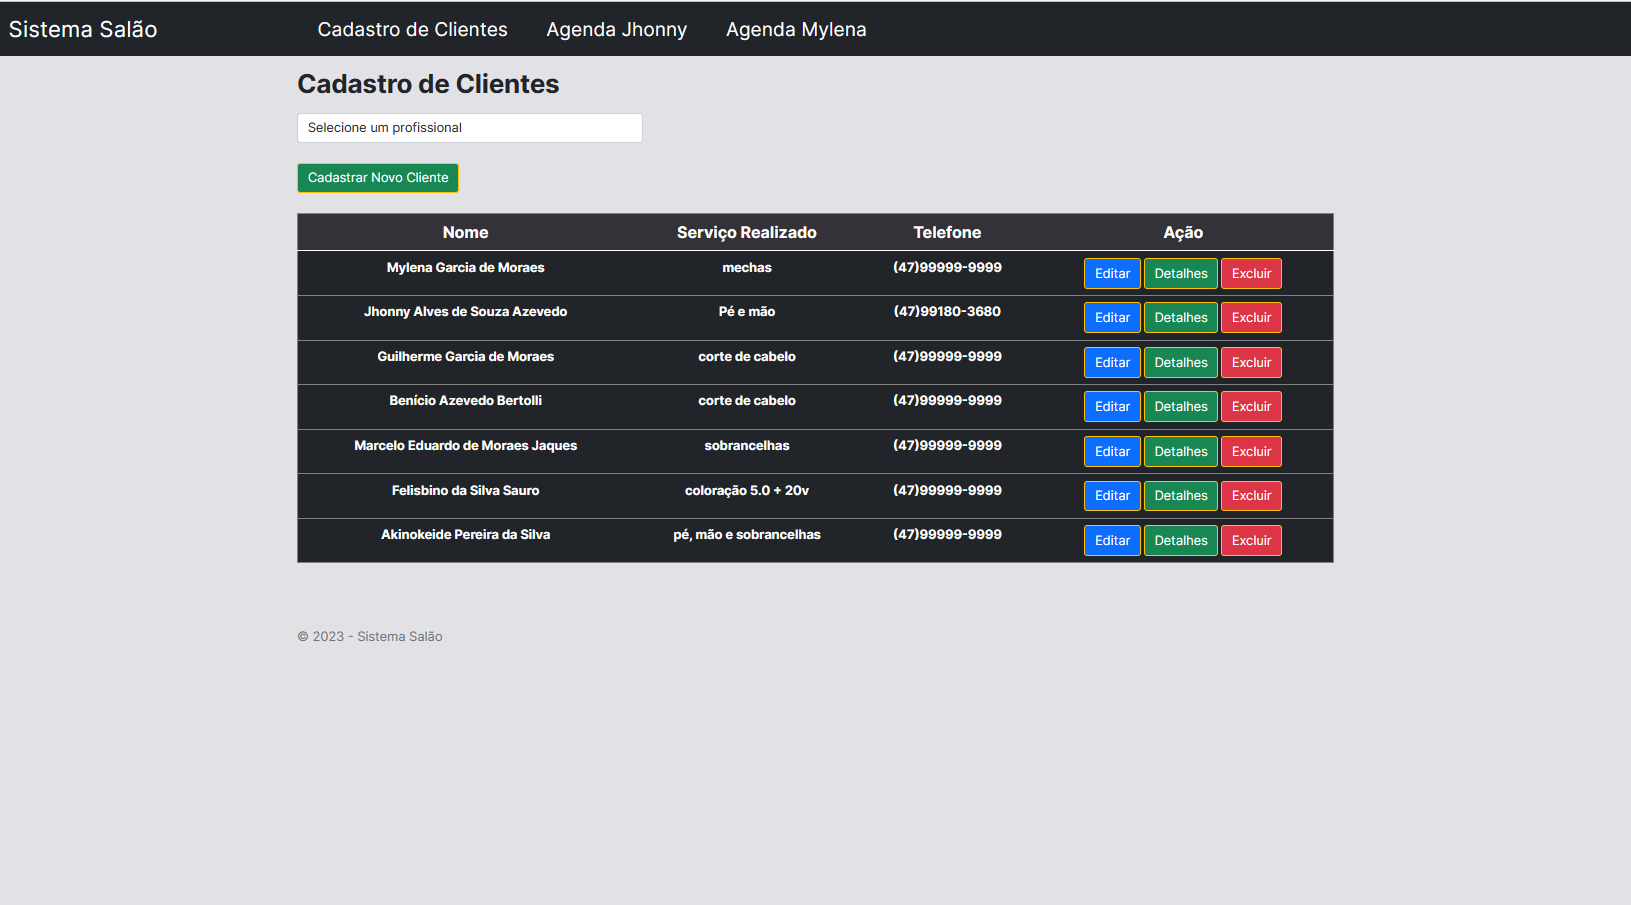 Sistema Salão Cadastro de Clientes Agenda Jhonny Agenda Mylena
Cadastro de Clientes
Selecione um profissional
Cadastrar Novo Cliente
Nome Serviço Realizado Telefone Ação
Mylena Garcia de Moraes mechas (47)99999-9999 Editar Detalhes Excluir
Jhonny Alves de Souza Azevedo Pé e mão (47)99180-3680 Editar Detalhes Excluir
Guilherme Garcia de Moraes corte de cabelo (47)99999-9999 Editar Detalhes Excluir
Benício Azevedo Bertolli corte de cabelo (47)99999-9999 Editar Detalhes Excluir
Marcelo Eduardo de Moraes Jaques sobrancelhas (47)99999-9999 Editar Detalhes Excluir
Felisbino da Silva Sauro coloração 5.0 + 20v (47)99999-9999 Editar Detalhes Excluir
Akinokeide Pereira da Silva pé, mão e sobrancelhas (47)99999-9999 Editar Detalhes Excluir
© 2023 - Sistema Salão